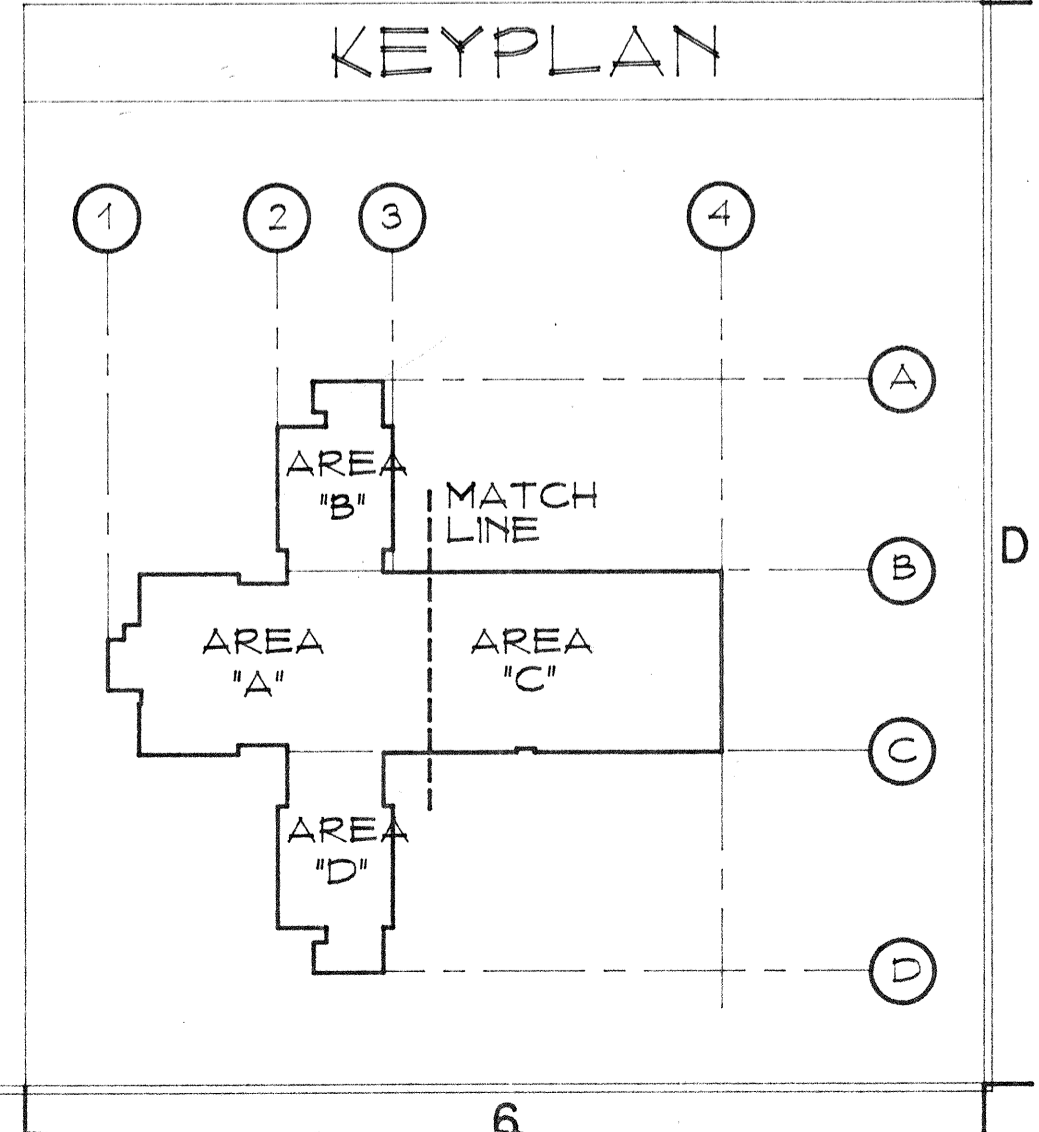 KEYPLAN
1 2 3 4
A
AREA
"B"
MATCH
LINE
D
B
AREA
"A"
AREA
"C"
C
AREA
"D"
D
6